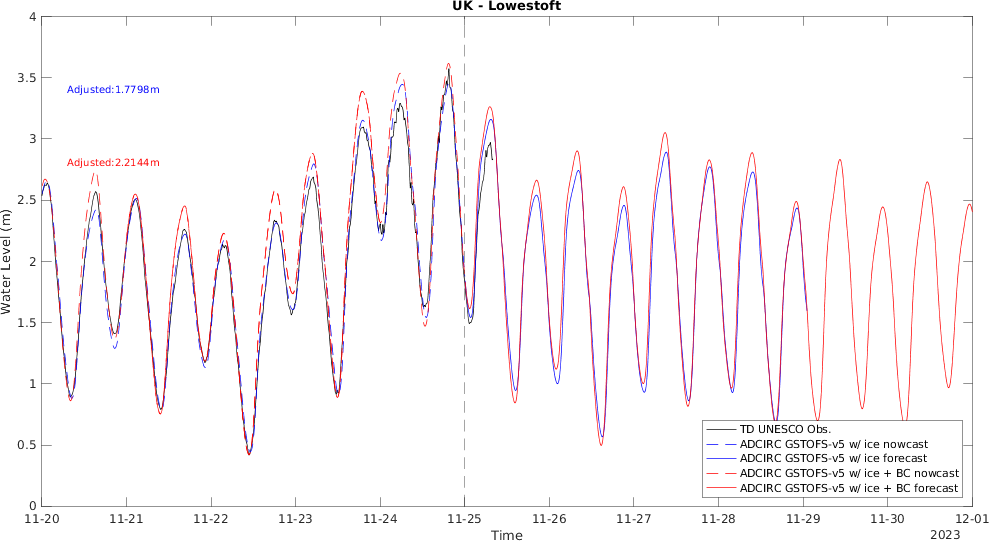 UK - Lowestoft
4
3.5
3
2.5
2
1.5
1
0.5
0
Water Level (m)
Adjusted:1.7798m
Adjusted:2.2144m
TD UNESCO Obs.
ADCIRC GSTOFS-v5 w/ ice nowcast
ADCIRC GSTOFS-v5 w/ ice forecast
ADCIRC GSTOFS-v5 w/ ice + BC nowcast
ADCIRC GSTOFS-v5 w/ ice + BC forecast
11-20 11-21 11-22 11-23 11-24 11-25 11-26 11-27 11-28 11-29 11-30 12-01
Time
2023